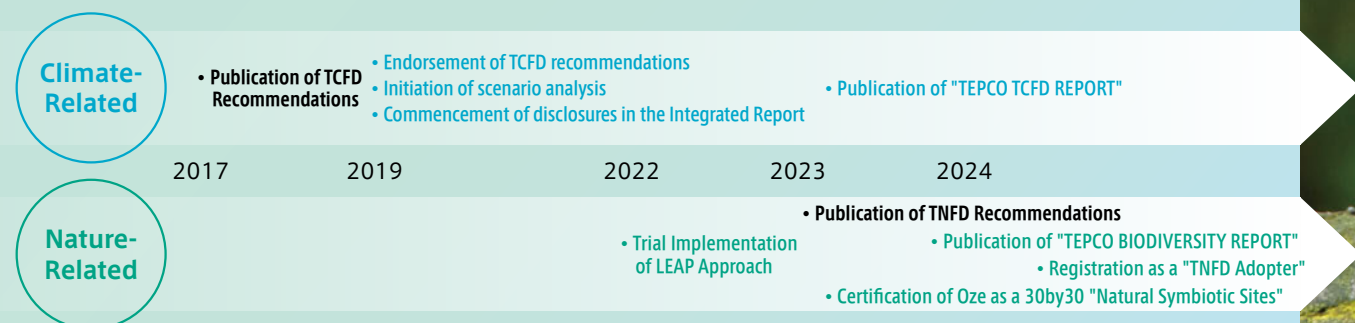 Climate-
Related
• Publication of TCFD
Recommendations
• Endorsement of TCFD recommendations
• Initiation of scenario analysis
• Commencement of disclosures in the Integrated Report
• Publication of "TEPCO TCFD REPORT"
2017 2019 2022 2023 2024
Nature-
Related
• Trial Implementation
of LEAP Approach
• Publication of TNFD Recommendations
• Publication of "TEPCO BIODIVERSITY REPORT"
• Registration as a "TNFD Adopter"
• Certification of Oze as a 30by30 "Natural Symbiotic Sites"